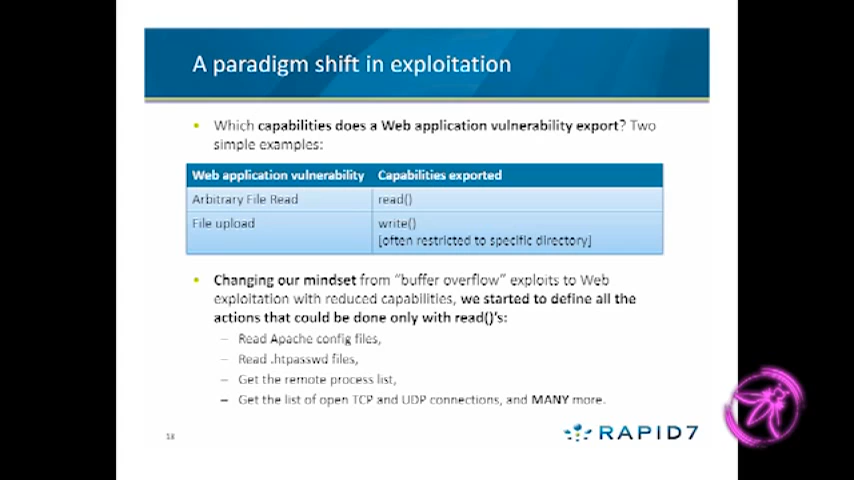 A paradigm shift in exploitation
• Which capabilities does a Web application vulnerability export? Two
simple examples:
Web application vulnerability Capabilities exported
Arbitrary File Read read()
File upload write()
[often restricted to specific directory]
• Changing our mindset from "buffer overflow" exploits to Web
exploitation with reduced capabilities, we started to define all the
actions that could be done only with read()'s:
– Read Apache config files,
– Read .htpasswd files,
– Get the remote process list,
– Get the list of open TCP and UDP connections, and MANY more.
18
RAPID7